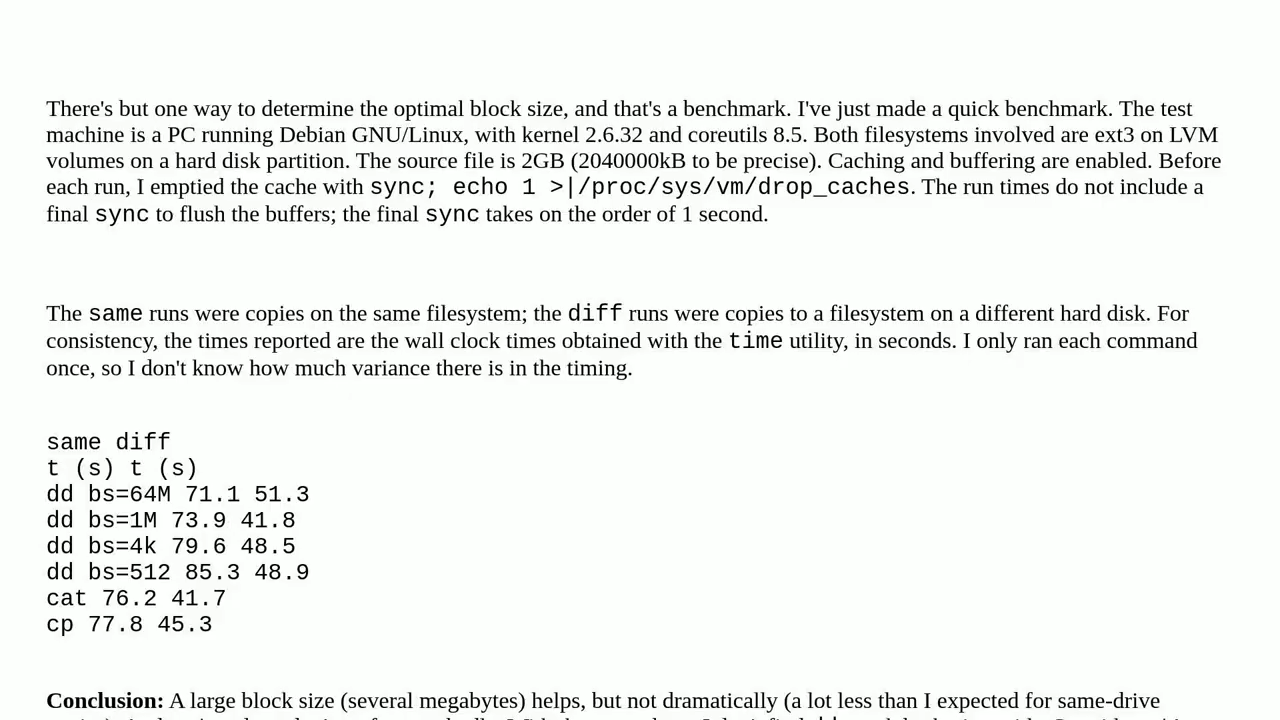 There's but one way to determine the optimal block size, and that's a benchmark. I've just made a quick benchmark. The test
machine is a PC running Debian GNU/Linux, with kernel 2.6.32 and coreutils 8.5. Both filesystems involved are ext3 on LVM
volumes on a hard disk partition. The source file is 2GB (2040000kB to be precise). Caching and buffering are enabled. Before
each run, I emptied the cache with sync; echo 1 >|/proc/sys/vm/drop_caches. The run times do not include a
final sync to flush the buffers; the final sync takes on the order of 1 second.
The same runs were copies on the same filesystem; the diff runs were copies to a filesystem on a different hard disk. For
consistency, the times reported are the wall clock times obtained with the time utility, in seconds. I only ran each command
once, so I don't know how much variance there is in the timing.
same diff
t (s) t (s)
dd bs=64M 71.1 51.3
dd bs=1M 73.9 41.8
dd bs=4k 79.6 48.5
dd bs=512 85.3 48.9
cat 76.2 41.7
cp 77.8 45.3
Conclusion: A large block size (several megabytes) helps, but not dramatically (a lot less than I expected for same-drive